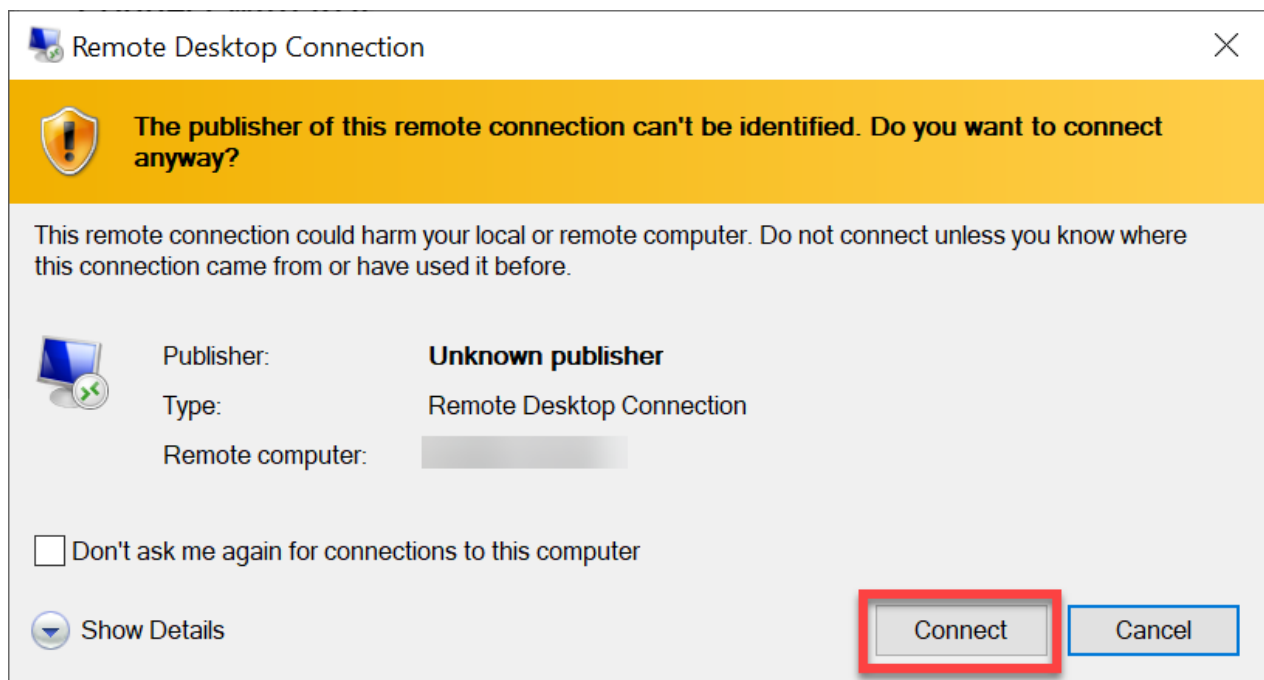 Remote Desktop Connection
The publisher of this remote connection can't be identified. Do you want to connect
anyway?
This remote connection could harm your local or remote computer. Do not connect unless you know where
this connection came from or have used it before.
Publisher: Unknown publisher
Type: Remote Desktop Connection
Remote computer:
Don't ask me again for connections to this computer
Show Details Connect Cancel